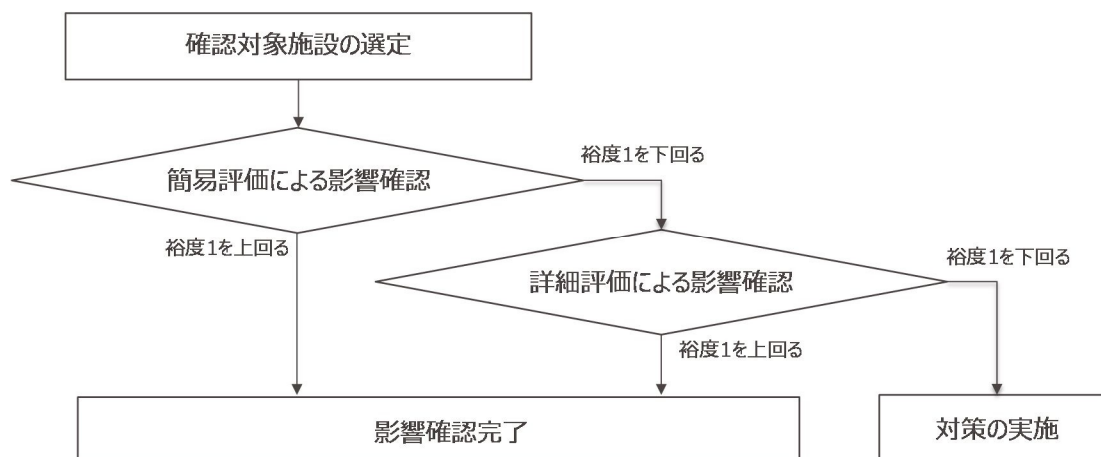 確認対象施設の選定
簡易評価による影響確認
裕度1を下回る
裕度1を上回る
詳細評価による影響確認
裕度1を下回る
裕度1を上回る
影響確認完了
対策の実施